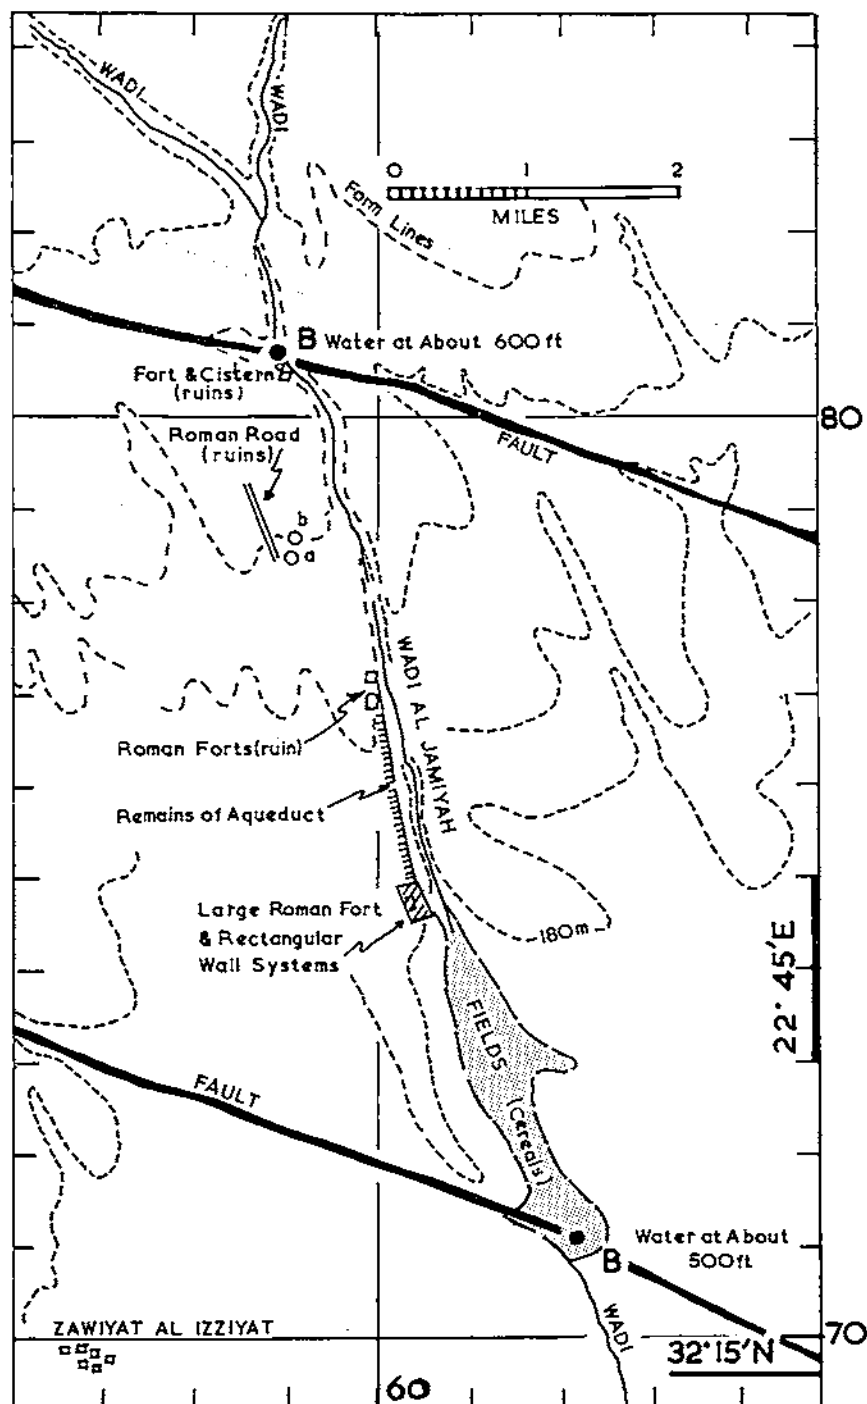 WADI
WADI
0 1 2
MILES
Form Lines
B Water at About 600 ft
Fort & Cistern
(ruins)
80
Roman Road
(ruins)
FAULT
b
a
WADI AL JAMIYAH
Roman Forts (ruin)
Remains of Aqueduct
Large Roman Fort
& Rectangular
Wall Systems
180m
22° 45'E
FIELDS
(Cereals)
FAULT
Water at About
500ft
B
WADI
ZAWIYAT AL IZZIYAT
70
32° 15'N
60